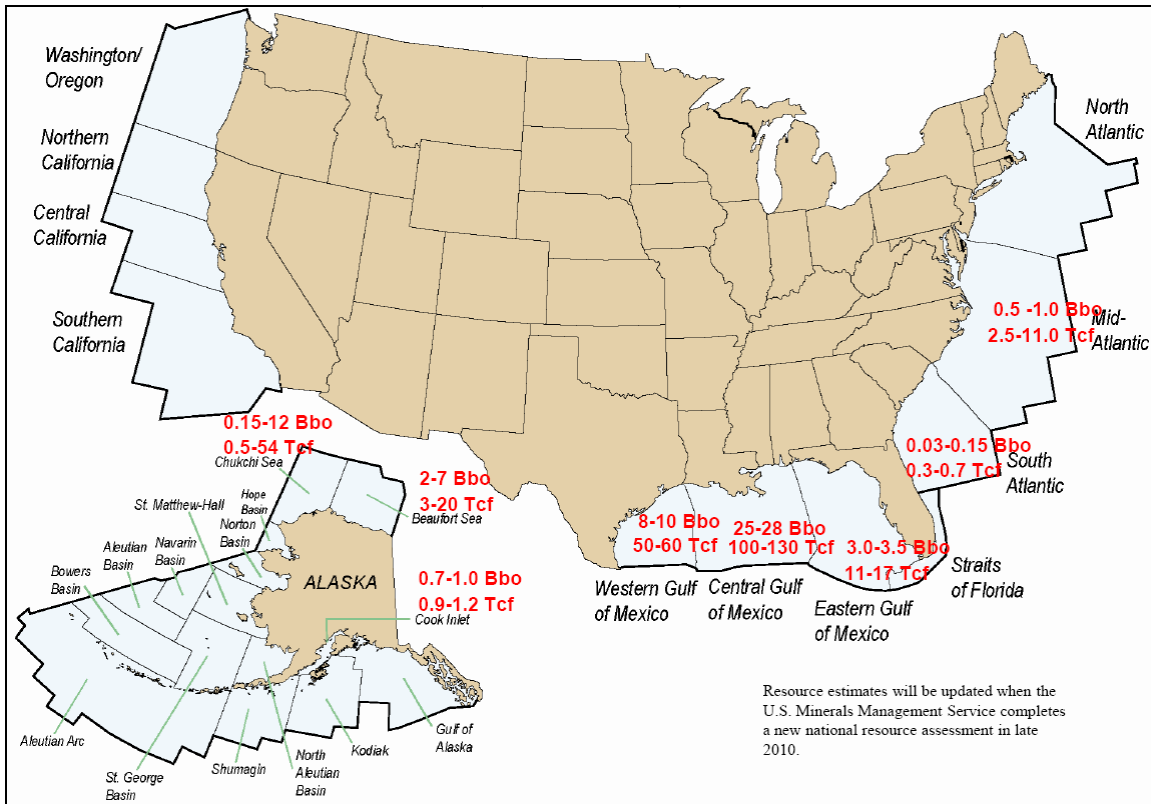 Washington/
Oregon
Northern
California
Central
California
Southern
California
North
Atlantic
0.5 -1.0 Bbo
2.5-11.0 Tcf
Mid-
Atlantic
0.03-0.15 Bbo
0.3-0.7 Tcf
South
Atlantic
0.15-12 Bbo
0.5-54 Tcf
Chukchi Sea
2-7 Bbo
3-20 Tcf
Beaufort Sea
8-10 Bbo
50-60 Tcf
Western Gulf
of Mexico
25-28 Bbo
100-130 Tcf
Central Gulf
of Mexico
3.0-3.5 Bbo
11-17 Tcf
Eastern Gulf
of Mexico
Straits
of Florida
St. Matthew-Hall
Hope
Basin
Norton
Basin
Navarin
Basin
Aleutian
Basin
Bowers
Basin
ALASKA
0.7-1.0 Bbo
0.9-1.2 Tcf
Cook Inlet
Aleutian Arc
St. George
Basin
Shumagin
North
Aleutian
Basin
Kodiak
Gulf of
Alaska
Resource estimates will be updated when the
U.S. Minerals Management Service completes
a new national resource assessment in late
2010.